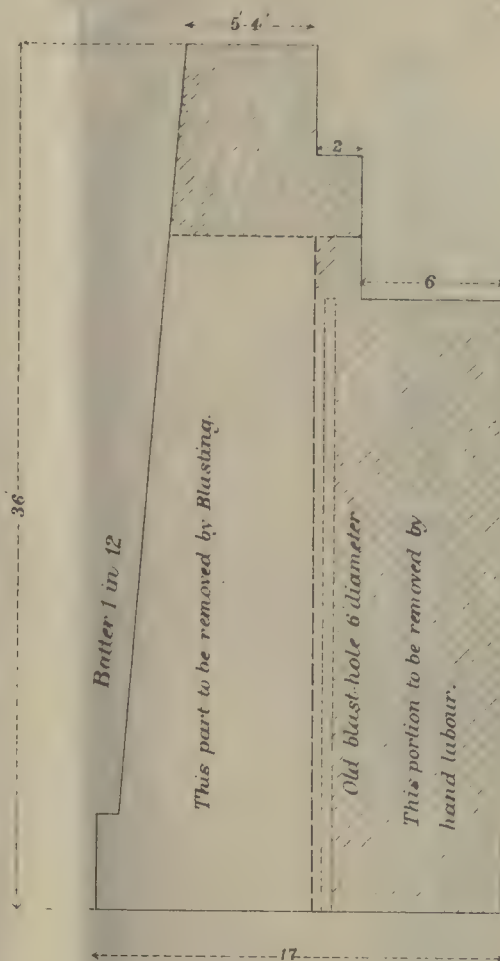 5·4
2
6
36
Batter 1 in 12
This part to be removed by Blasting.
Old blast-hole 6 diameter
This portion to be removed by
hand labour.
17